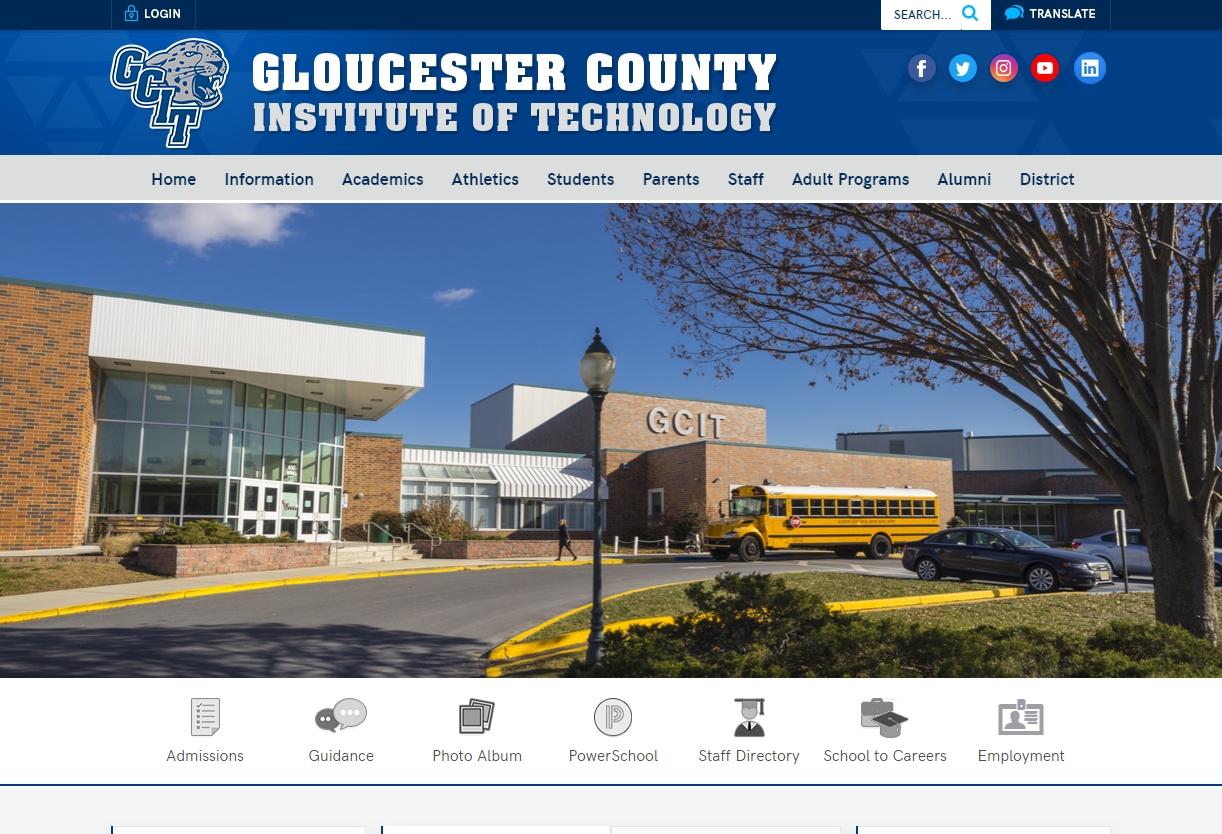 LOGIN
SEARCH...
TRANSLATE
GCIT
GLOUCESTER COUNTY
INSTITUTE OF TECHNOLOGY
Home Information Academics Athletics Students Parents Staff Adult Programs Alumni District
GCIT
Admissions Guidance Photo Album PowerSchool Staff Directory School to Careers Employment